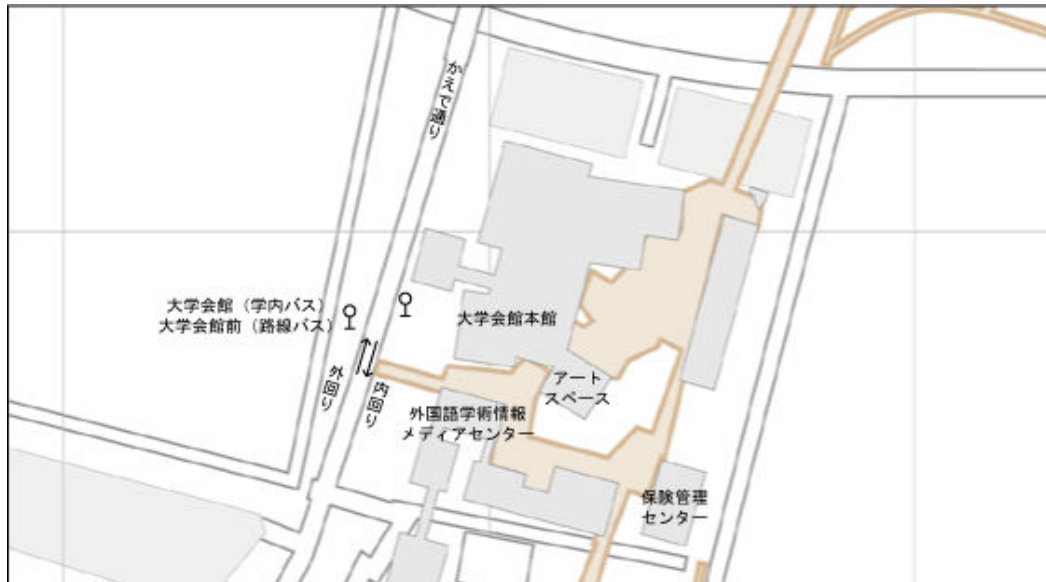 かえで通り
大学会館（学内バス）
大学会館前（路線バス）
外回り
内回り
大学会館本館
アート
スペース
外国語学術情報
メディアセンター
保険管理
センター